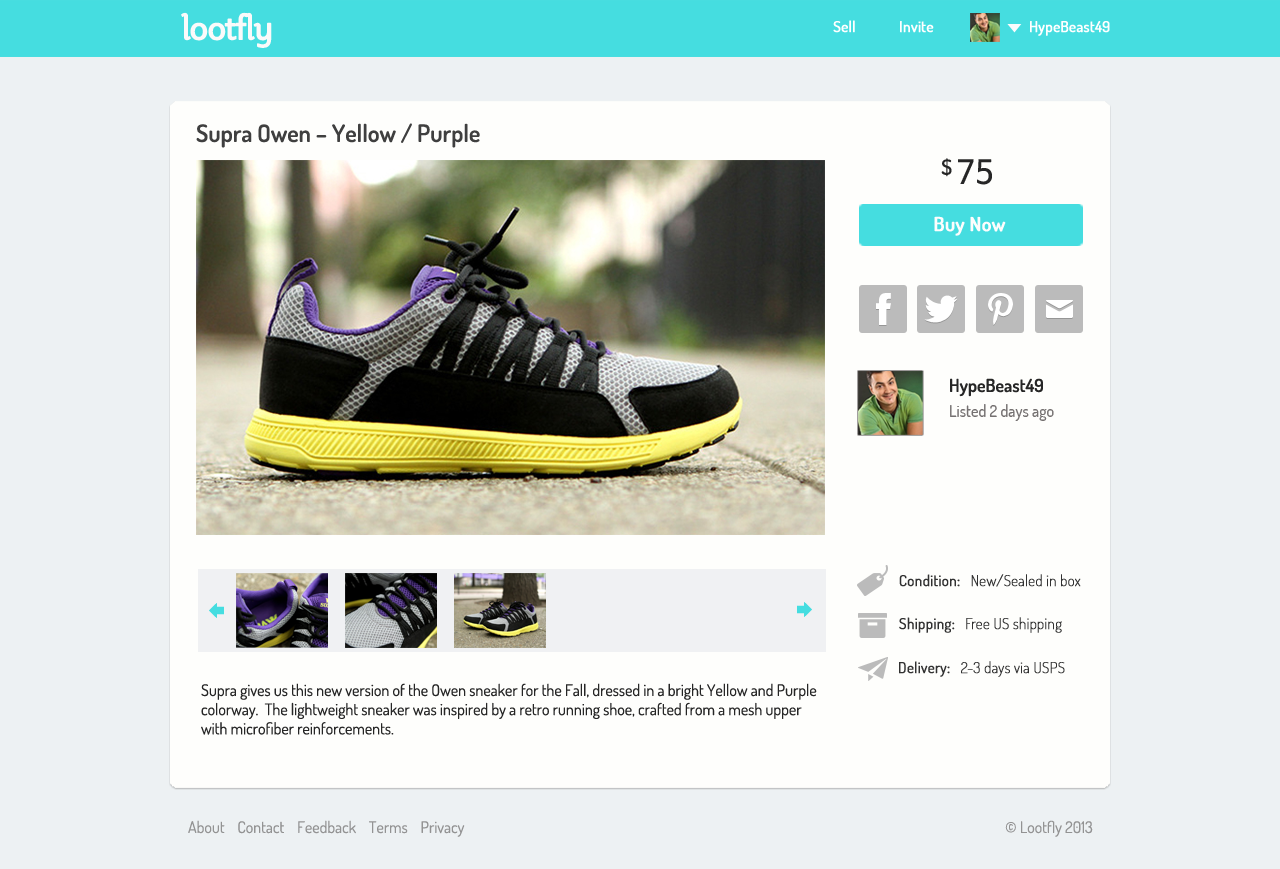 lootfly
Sell
Invite
HypeBeast49
Supra Owen – Yellow / Purple
$ 75
Buy Now
HypeBeast49
Listed 2 days ago
Condition: New/Sealed in box
Shipping: Free US shipping
Delivery: 2-3 days via USPS
Supra gives us this new version of the Owen sneaker for the Fall, dressed in a bright Yellow and Purple
colorway. The lightweight sneaker was inspired by a retro running shoe, crafted from a mesh upper
with microfiber reinforcements.
About Contact Feedback Terms Privacy
© Lootfly 2013